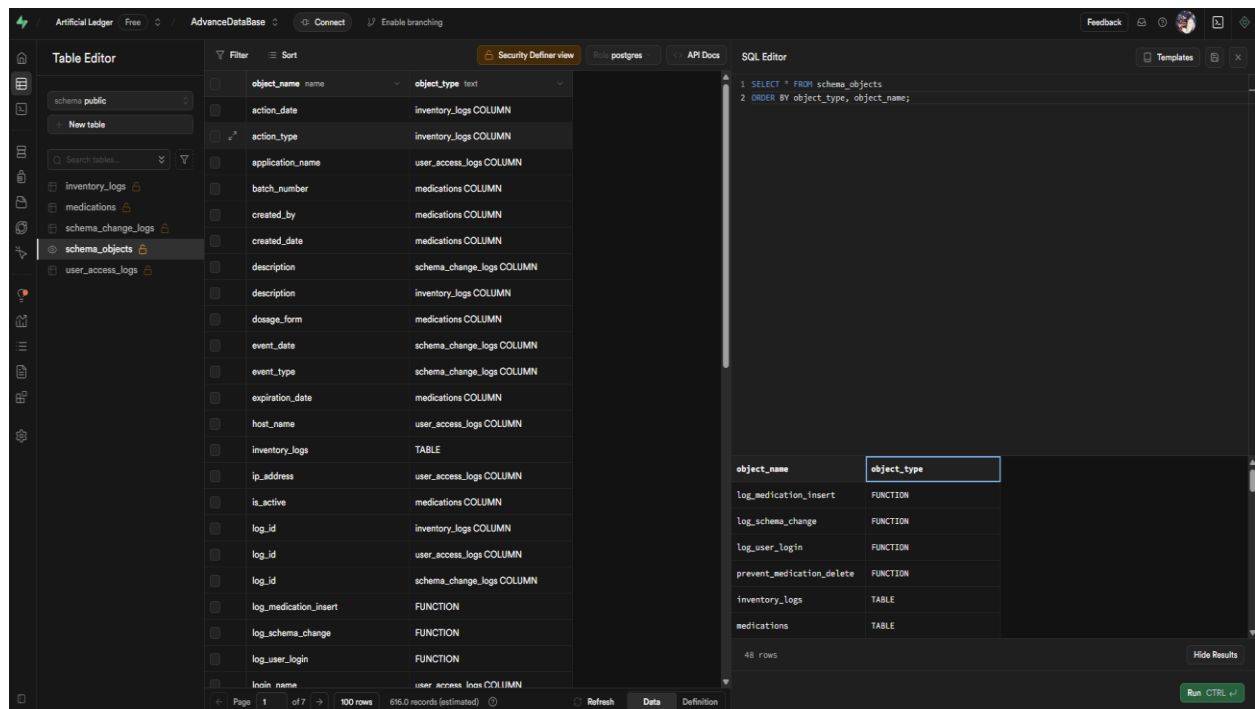 Artificial Ledger Free / AdvanceDataBase Connect Enable branching Feedback
Table Editor
schema public
New table
Search tables...
inventory_logs
medications
schema_change_logs
schema_objects
user_access_logs
Filter Sort Security Definer view Role postgres API Docs
object_name name object_type text
action_date inventory_logs COLUMN
action_type inventory_logs COLUMN
application_name user_access_logs COLUMN
batch_number medications COLUMN
created_by medications COLUMN
created_date medications COLUMN
description schema_change_logs COLUMN
description inventory_logs COLUMN
dosage_form medications COLUMN
event_date schema_change_logs COLUMN
event_type schema_change_logs COLUMN
expiration_date medications COLUMN
host_name user_access_logs COLUMN
inventory_logs TABLE
ip_address user_access_logs COLUMN
is_active medications COLUMN
log_id inventory_logs COLUMN
log_id user_access_logs COLUMN
log_id schema_change_logs COLUMN
log_medication_insert FUNCTION
log_schema_change FUNCTION
log_user_login FUNCTION
login_name user_access_logs COLUMN
Page 1 of 7 100 rows 616.0 records (estimated) Refresh Data Definition
SQL Editor Templates
1 SELECT * FROM schema_objects
2 ORDER BY object_type, object_name;
object_name object_type
log_medication_insert FUNCTION
log_schema_change FUNCTION
log_user_login FUNCTION
prevent_medication_delete FUNCTION
inventory_logs TABLE
medications TABLE
48 rows Hide Results
Run CTRL ↵